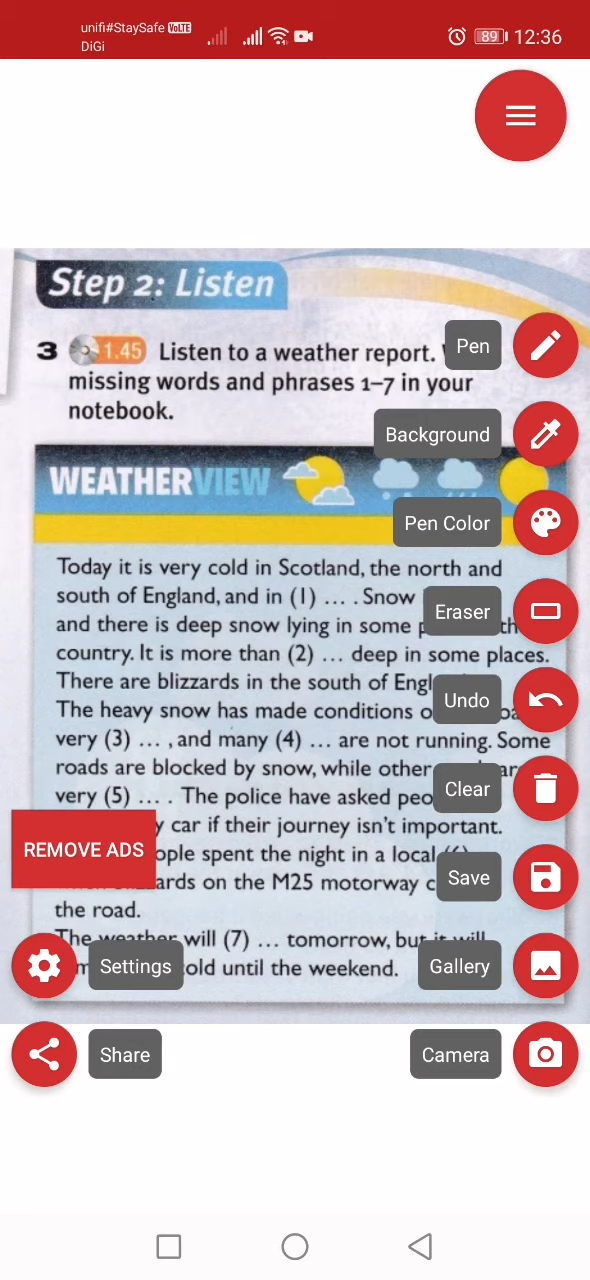 unifi#StaySafe VoLTE
DiGi
89 12:36
Step 2: Listen
3 1.45 Listen to a weather report.
Pen
missing words and phrases 1–7 in your
notebook.
Background
WEATHERVIEW
Pen Color
Today it is very cold in Scotland, the north and
south of England, and in (1) ... . Snow
Eraser
and there is deep snow lying in some
country. It is more than (2) ... deep in some places.
There are blizzards in the south of
Undo
The heavy snow has made conditions
very (3) ... , and many (4) ... are not running. Some
roads are blocked by snow, while other
Clear
very (5) ... . The police have asked
REMOVE ADS
car if their journey isn't important.
spent the night in a local
Save
on the M25 motorway
the road.
The weather will (7) ... tomorrow, but it will
Settings
cold until the weekend.
Gallery
Share
Camera